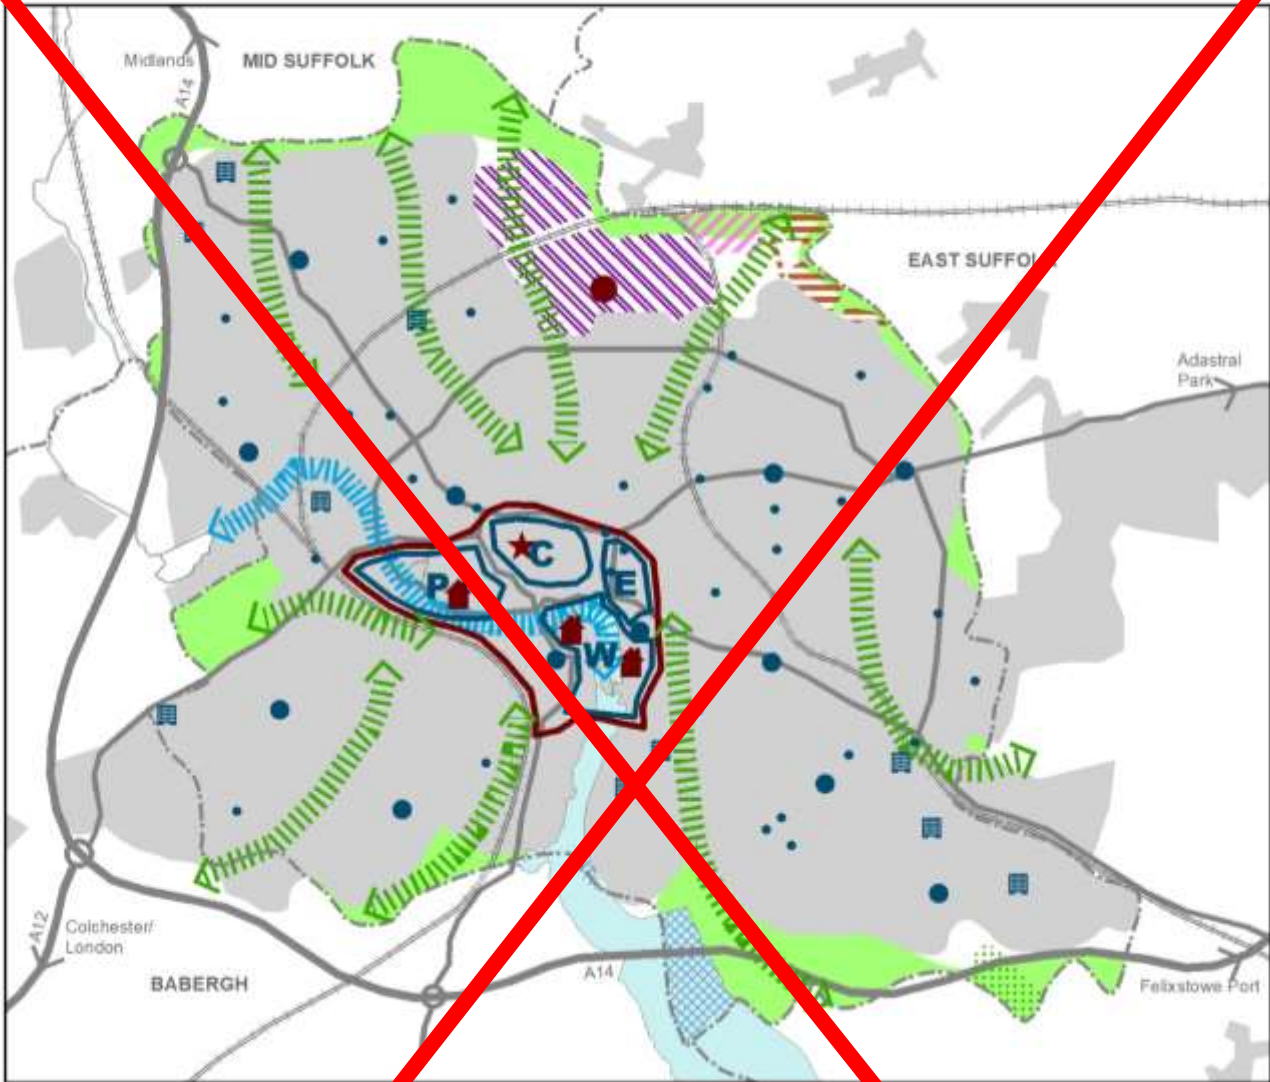 Midlands
MID SUFFOLK
A14
EAST SUFFOLK
Adastral
Park
C
P
E
W
A12
Colchester/
London
BABERGH
A14
Felixstowe Port